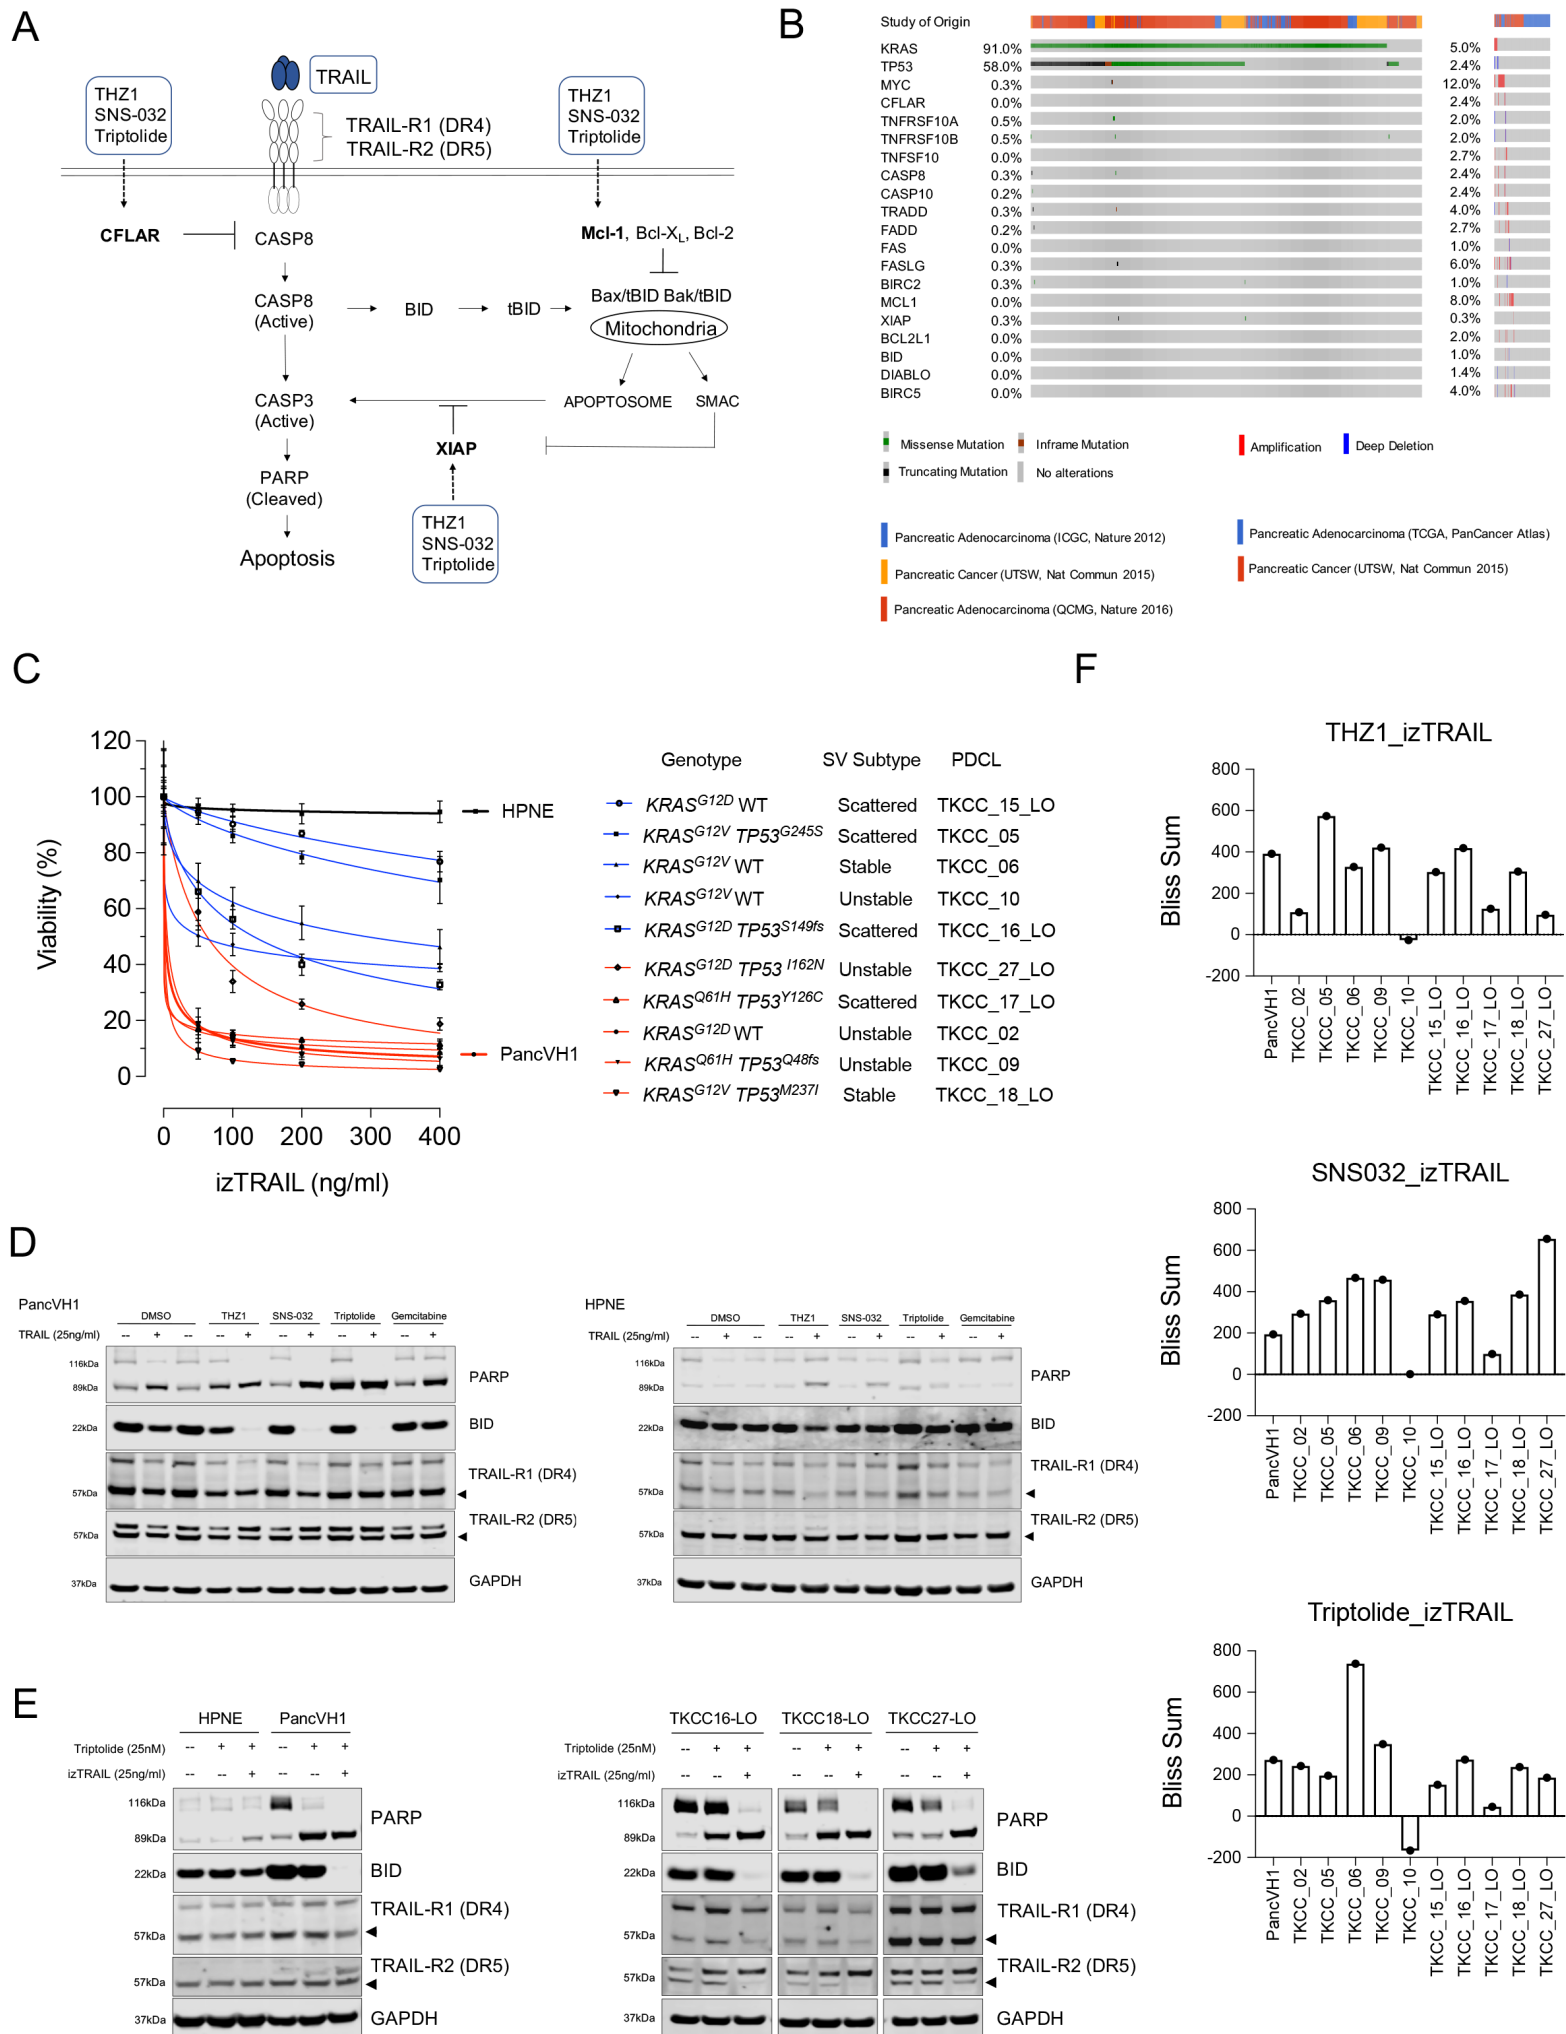 A
TRAIL
THZ1
SNS-032
Triptolide
TRAIL-R1 (DR4)
TRAIL-R2 (DR5)
THZ1
SNS-032
Triptolide
CFLAR
CASP8
Mcl-1, Bcl-XL, Bcl-2
CASP8
(Active)
BID
tBID
Bax/tBID Bak/tBID
Mitochondria
CASP3
(Active)
APOPTOSOME
SMAC
XIAP
PARP
(Cleaved)
THZ1
SNS-032
Triptolide
Apoptosis
B
Study of Origin
KRAS 91.0% 5.0%
TP53 58.0% 2.4%
MYC 0.3% 12.0%
CFLAR 0.0% 2.4%
TNFRSF10A 0.5% 2.0%
TNFRSF10B 0.5% 2.0%
TNFSF10 0.0% 2.7%
CASP8 0.3% 2.4%
CASP10 0.2% 2.4%
TRADD 0.3% 4.0%
FADD 0.2% 2.7%
FAS 0.0% 1.0%
FASLG 0.3% 6.0%
BIRC2 0.3% 1.0%
MCL1 0.0% 8.0%
XIAP 0.3% 0.3%
BCL2L1 0.0% 2.0%
BID 0.0% 1.0%
DIABLO 0.0% 1.4%
BIRC5 0.0% 4.0%
Missense Mutation Inframe Mutation Amplification Deep Deletion
Truncating Mutation No alterations
Pancreatic Adenocarcinoma (ICGC, Nature 2012) Pancreatic Adenocarcinoma (TCGA, PanCancer Atlas)
Pancreatic Cancer (UTSW, Nat Commun 2015) Pancreatic Cancer (UTSW, Nat Commun 2015)
Pancreatic Adenocarcinoma (QCMG, Nature 2016)
C
Viability (%)
120
100
80
60
40
20
0
0 100 200 300 400
izTRAIL (ng/ml)
HPNE
PancVH1
Genotype SV Subtype PDCL
KRASG12D WT Scattered TKCC_15_LO
KRASG12V TP53G245S Scattered TKCC_05
KRASG12V WT Stable TKCC_06
KRASG12V WT Unstable TKCC_10
KRASG12D TP53S149fs Scattered TKCC_16_LO
KRASG12D TP53I162N Unstable TKCC_27_LO
KRASQ61H TP53Y126C Scattered TKCC_17_LO
KRASG12D WT Unstable TKCC_02
KRASQ61H TP53Q48fs Unstable TKCC_09
KRASG12V TP53M237I Stable TKCC_18_LO
D
PancVH1
DMSO THZ1 SNS-032 Triptolide Gemcitabine
TRAIL (25ng/ml) -- + -- -- + -- + -- + -- +
116kDa
89kDa
PARP
22kDa
BID
TRAIL-R1 (DR4)
57kDa
TRAIL-R2 (DR5)
57kDa
37kDa
GAPDH
HPNE
DMSO THZ1 SNS-032 Triptolide Gemcitabine
TRAIL (25ng/ml) -- + -- -- + -- + -- + -- +
116kDa
89kDa
PARP
22kDa
BID
TRAIL-R1 (DR4)
57kDa
TRAIL-R2 (DR5)
57kDa
37kDa
GAPDH
E
HPNE PancVH1
Triptolide (25nM) -- + + -- + +
izTRAIL (25ng/ml) -- -- + -- -- +
116kDa
PARP
89kDa
22kDa
BID
TRAIL-R1 (DR4)
57kDa
TRAIL-R2 (DR5)
57kDa
37kDa
GAPDH
TKCC16-LO TKCC18-LO TKCC27-LO
Triptolide (25nM) -- + + -- + + -- + +
izTRAIL (25ng/ml) -- -- + -- -- + -- -- +
116kDa
PARP
89kDa
22kDa
BID
TRAIL-R1 (DR4)
57kDa
TRAIL-R2 (DR5)
57kDa
37kDa
GAPDH
F
THZ1_izTRAIL
Bliss Sum
800
600
400
200
0
-200
PancVH1
TKCC_02
TKCC_05
TKCC_06
TKCC_09
TKCC_10
TKCC_15_LO
TKCC_16_LO
TKCC_17_LO
TKCC_18_LO
TKCC_27_LO
SNS032_izTRAIL
Bliss Sum
800
600
400
200
0
-200
PancVH1
TKCC_02
TKCC_05
TKCC_06
TKCC_09
TKCC_10
TKCC_15_LO
TKCC_16_LO
TKCC_17_LO
TKCC_18_LO
TKCC_27_LO
Triptolide_izTRAIL
Bliss Sum
800
600
400
200
0
-200
PancVH1
TKCC_02
TKCC_05
TKCC_06
TKCC_09
TKCC_10
TKCC_15_LO
TKCC_16_LO
TKCC_17_LO
TKCC_18_LO
TKCC_27_LO